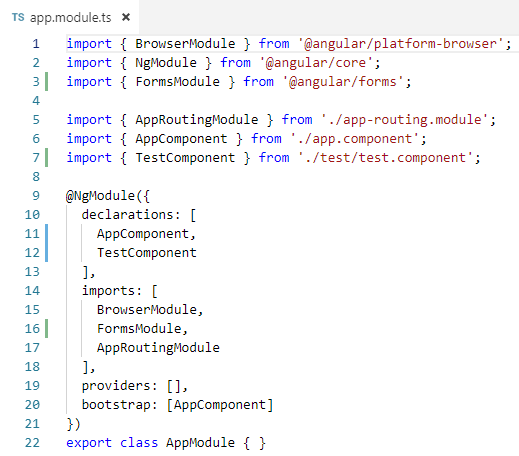 TS app.module.ts ×
1 import { BrowserModule } from '@angular/platform-browser';
2 import { NgModule } from '@angular/core';
3 import { FormsModule } from '@angular/forms';
4
5 import { AppRoutingModule } from './app-routing.module';
6 import { AppComponent } from './app.component';
7 import { TestComponent } from './test/test.component';
8
9 @NgModule({
10   declarations: [
11     AppComponent,
12     TestComponent
13   ],
14   imports: [
15     BrowserModule,
16     FormsModule,
17     AppRoutingModule
18   ],
19   providers: [],
20   bootstrap: [AppComponent]
21 })
22 export class AppModule { }